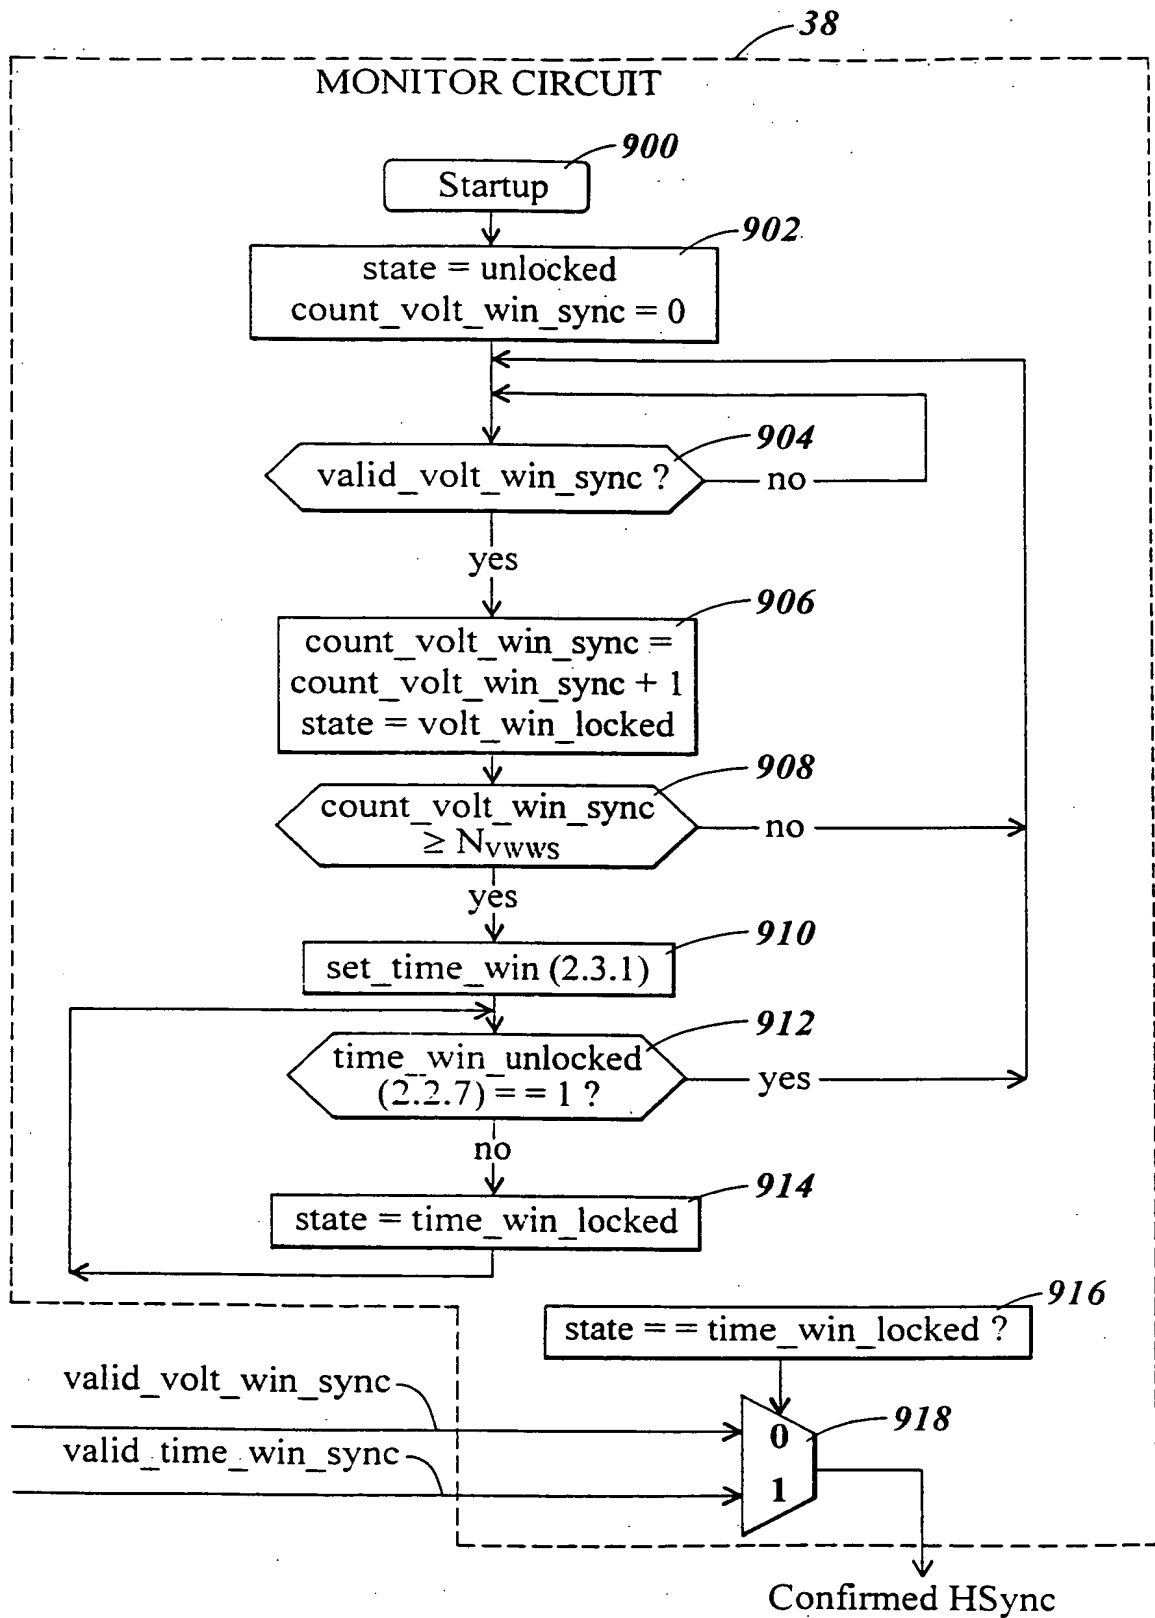 38
MONITOR CIRCUIT
900
Startup
902
state = unlocked
count_volt_win_sync = 0
904
valid_volt_win_sync ?
no
yes
906
count_volt_win_sync =
count_volt_win_sync + 1
state = volt_win_locked
908
count_volt_win_sync
≥ NVWWS
no
yes
910
set_time_win (2.3.1)
912
time_win_unlocked
(2.2.7) = = 1 ?
yes
no
914
state = time_win_locked
916
state = = time_win_locked ?
valid_volt_win_sync
918
0
valid_time_win_sync
1
Confirmed HSync